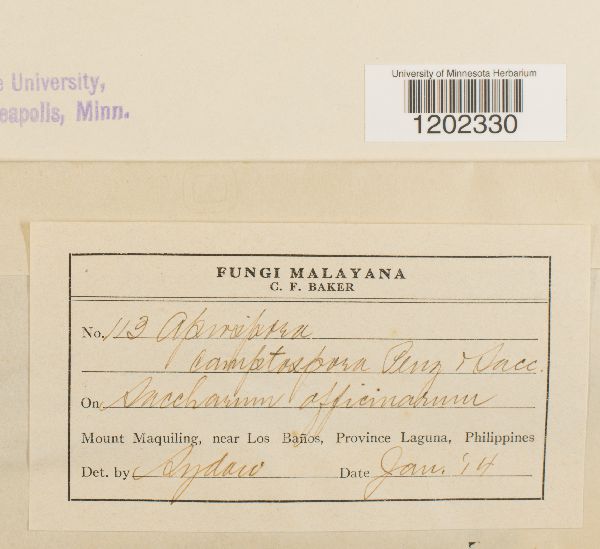 University,
eapolis, Minn.
University of Minnesota Herbarium
1202330
FUNGI MALAYANA
C. F. BAKER
No. 113 Apiospora
camptospora Penz & Sacc.
On Saccharum officinarum
Mount Maquiling, near Los Baños, Province Laguna, Philippines
Det. by Sydow Date Jan. '14